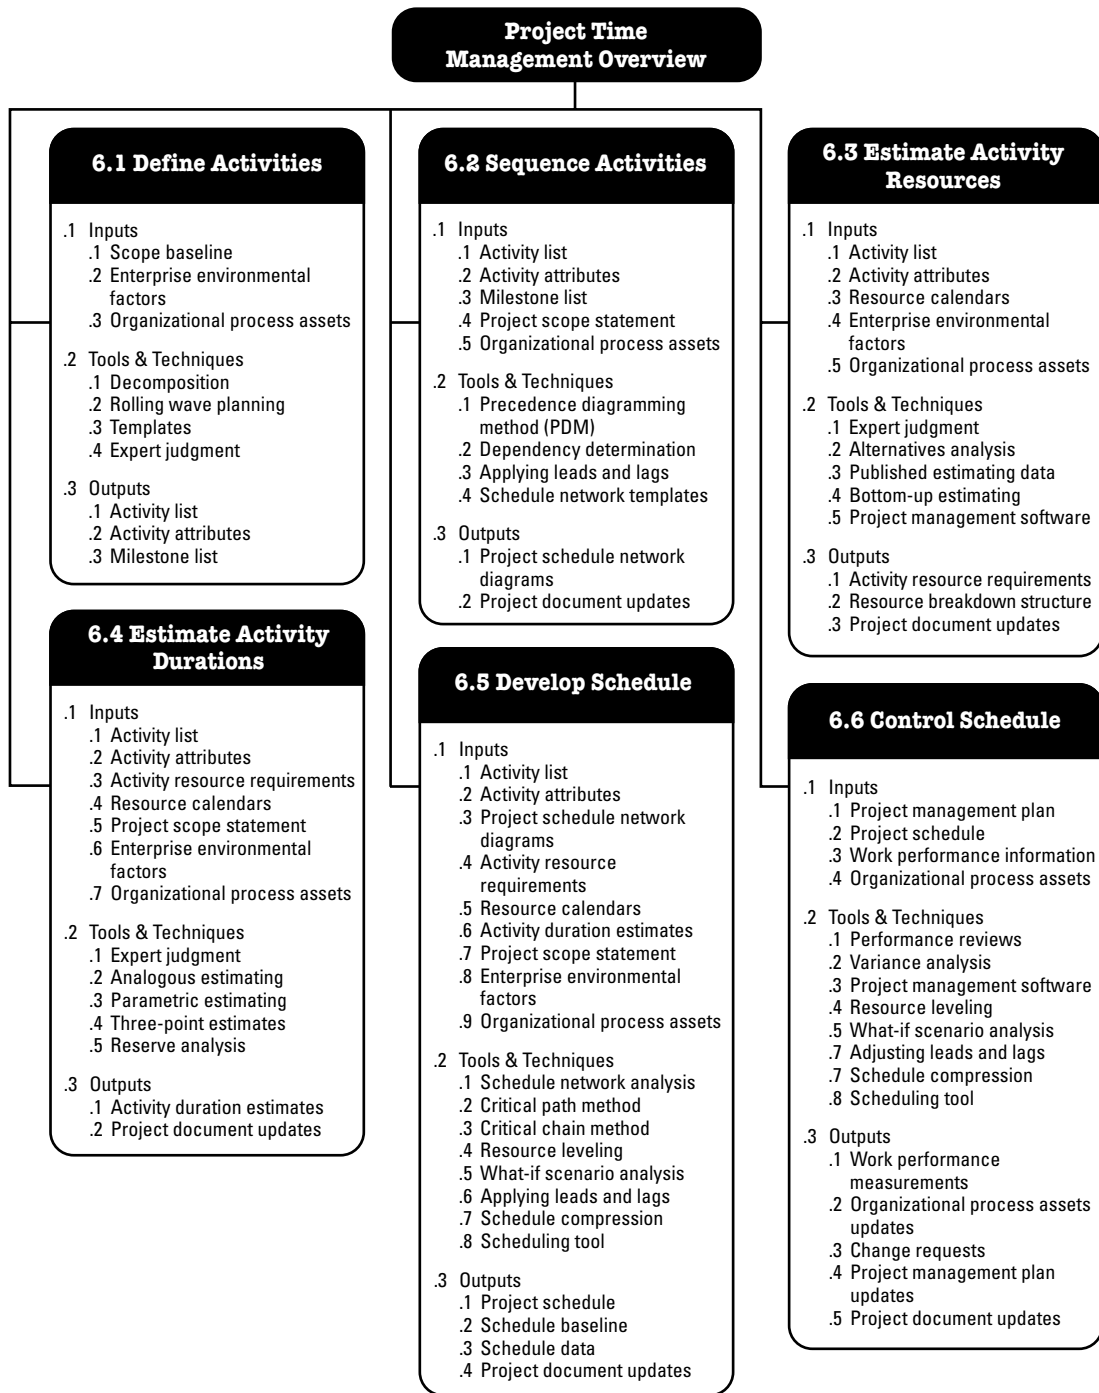 Project Time
Management Overview
6.1 Define Activities
.1 Inputs
.1 Scope baseline
.2 Enterprise environmental
factors
.3 Organizational process assets
.2 Tools & Techniques
.1 Decomposition
.2 Rolling wave planning
.3 Templates
.4 Expert judgment
.3 Outputs
.1 Activity list
.2 Activity attributes
.3 Milestone list
6.2 Sequence Activities
.1 Inputs
.1 Activity list
.2 Activity attributes
.3 Milestone list
.4 Project scope statement
.5 Organizational process assets
.2 Tools & Techniques
.1 Precedence diagramming
method (PDM)
.2 Dependency determination
.3 Applying leads and lags
.4 Schedule network templates
.3 Outputs
.1 Project schedule network
diagrams
.2 Project document updates
6.3 Estimate Activity
Resources
.1 Inputs
.1 Activity list
.2 Activity attributes
.3 Resource calendars
.4 Enterprise environmental
factors
.5 Organizational process assets
.2 Tools & Techniques
.1 Expert judgment
.2 Alternatives analysis
.3 Published estimating data
.4 Bottom-up estimating
.5 Project management software
.3 Outputs
.1 Activity resource requirements
.2 Resource breakdown structure
.3 Project document updates
6.4 Estimate Activity
Durations
.1 Inputs
.1 Activity list
.2 Activity attributes
.3 Activity resource requirements
.4 Resource calendars
.5 Project scope statement
.6 Enterprise environmental
factors
.7 Organizational process assets
.2 Tools & Techniques
.1 Expert judgment
.2 Analogous estimating
.3 Parametric estimating
.4 Three-point estimates
.5 Reserve analysis
.3 Outputs
.1 Activity duration estimates
.2 Project document updates
6.5 Develop Schedule
.1 Inputs
.1 Activity list
.2 Activity attributes
.3 Project schedule network
diagrams
.4 Activity resource
requirements
.5 Resource calendars
.6 Activity duration estimates
.7 Project scope statement
.8 Enterprise environmental
factors
.9 Organizational process assets
.2 Tools & Techniques
.1 Schedule network analysis
.2 Critical path method
.3 Critical chain method
.4 Resource leveling
.5 What-if scenario analysis
.6 Applying leads and lags
.7 Schedule compression
.8 Scheduling tool
.3 Outputs
.1 Project schedule
.2 Schedule baseline
.3 Schedule data
.4 Project document updates
6.6 Control Schedule
.1 Inputs
.1 Project management plan
.2 Project schedule
.3 Work performance information
.4 Organizational process assets
.2 Tools & Techniques
.1 Performance reviews
.2 Variance analysis
.3 Project management software
.4 Resource leveling
.5 What-if scenario analysis
.7 Adjusting leads and lags
.7 Schedule compression
.8 Scheduling tool
.3 Outputs
.1 Work performance
measurements
.2 Organizational process assets
updates
.3 Change requests
.4 Project management plan
updates
.5 Project document updates